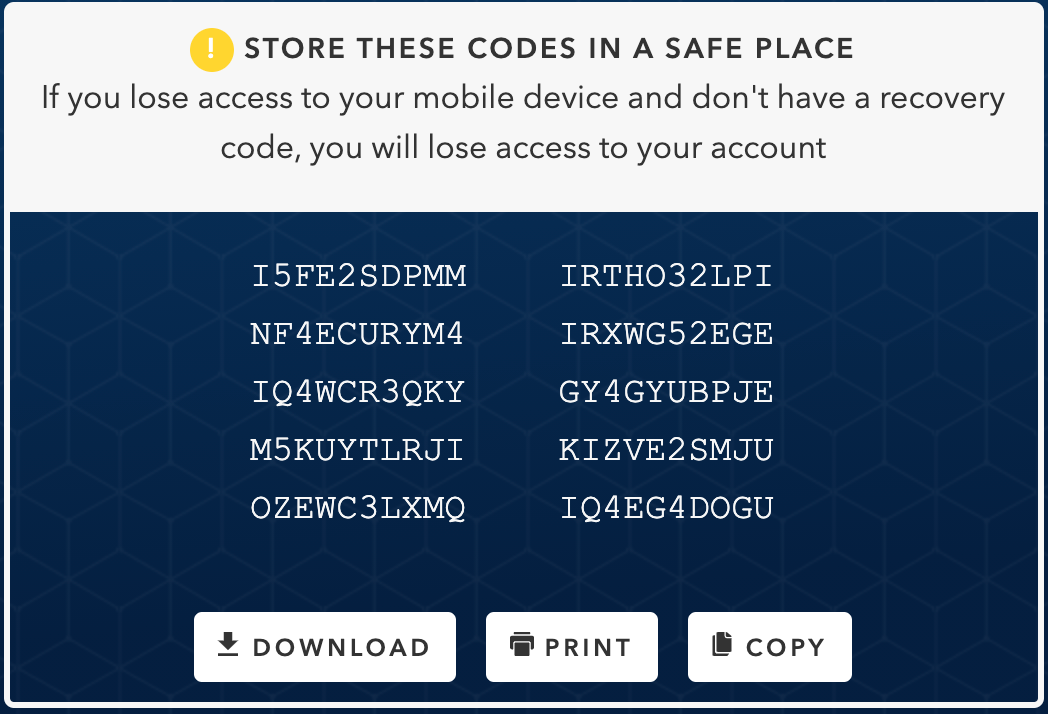 ! STORE THESE CODES IN A SAFE PLACE
If you lose access to your mobile device and don't have a recovery
code, you will lose access to your account
I5FE2SDPMM IRTHO32LPI
NF4ECURYM4 IRXWG52EGE
IQ4WCR3QKY GY4GYUBPJE
M5KUYTLRJI KIZVE2SMJU
OZEWC3LXMQ IQ4EG4DOGU
DOWNLOAD PRINT COPY